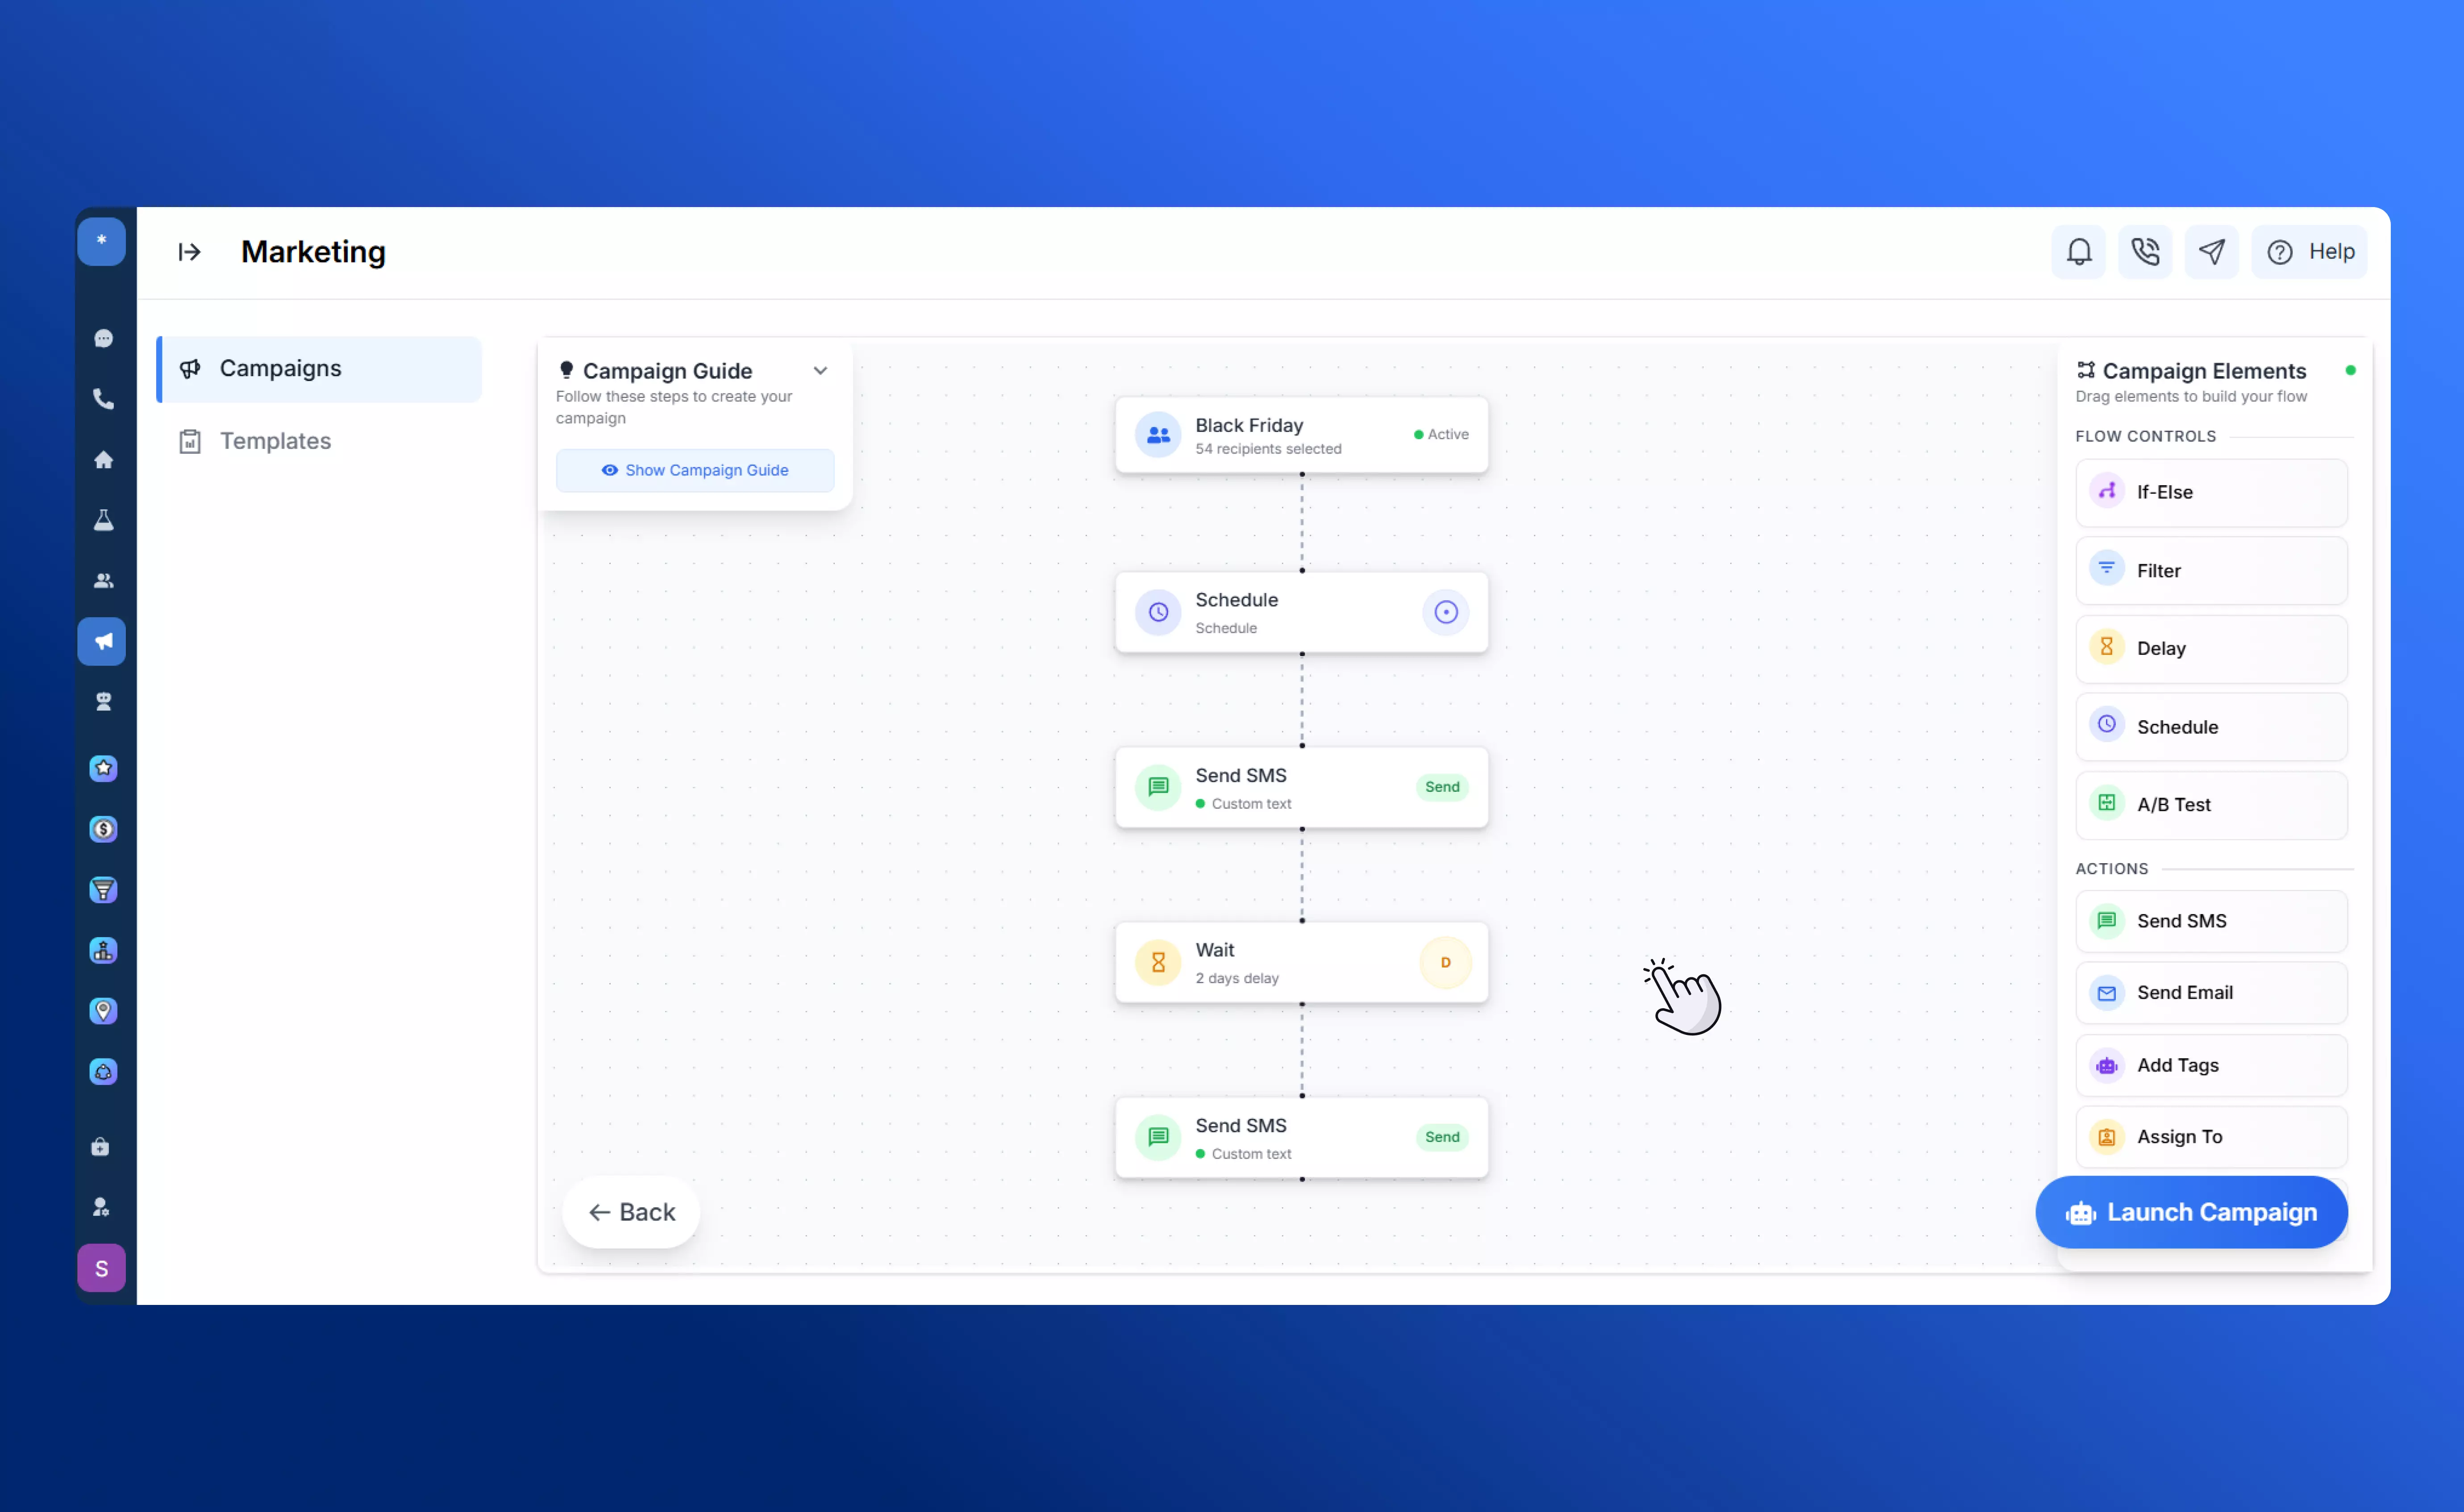 *
Marketing
Help
Campaigns
Templates
Campaign Guide
Follow these steps to create your
campaign
Show Campaign Guide
Black Friday
54 recipients selected
Active
Schedule
Schedule
Send SMS
Custom text
Send
Wait
2 days delay
D
Send SMS
Custom text
Send
Back
Campaign Elements
Drag elements to build your flow
FLOW CONTROLS
If-Else
Filter
Delay
Schedule
A/B Test
ACTIONS
Send SMS
Send Email
Add Tags
Assign To
Launch Campaign
S